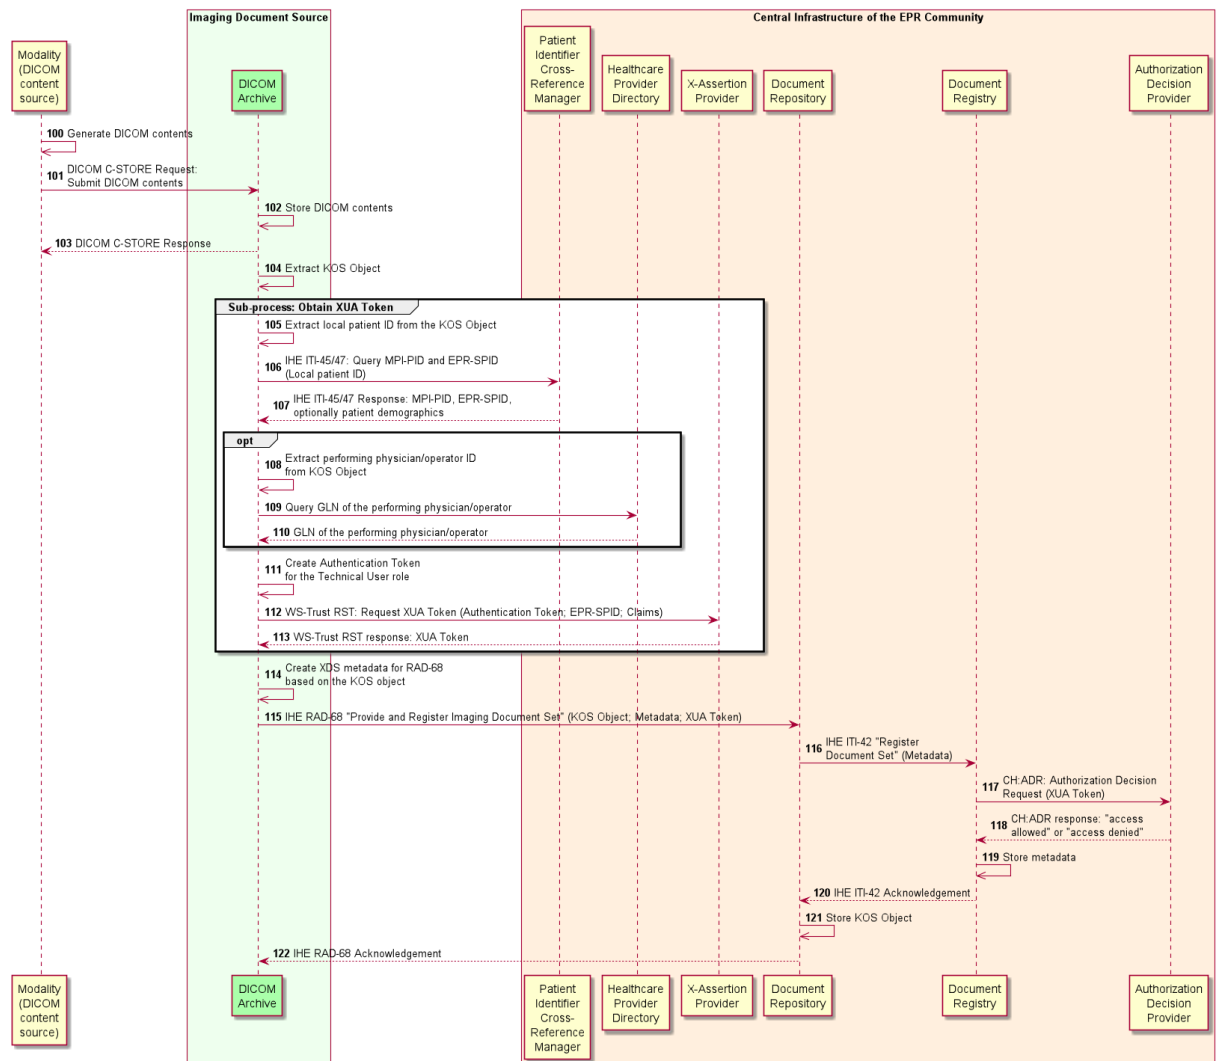 Imaging Document Source
Central Infrastructure of the EPR Community
Modality
(DICOM
content
source)
DICOM
Archive
Patient
Identifier
Cross-
Reference
Manager
Healthcare
Provider
Directory
X-Assertion
Provider
Document
Repository
Document
Registry
Authorization
Decision
Provider
100 Generate DICOM contents
101 DICOM C-STORE Request:
Submit DICOM contents
102 Store DICOM contents
103 DICOM C-STORE Response
104 Extract KOS Object
Sub-process: Obtain XUA Token
105 Extract local patient ID from the KOS Object
106 IHE ITI-45/47: Query MPI-PID and EPR-SPID
(Local patient ID)
107 IHE ITI-45/47 Response: MPI-PID, EPR-SPID,
optionally patient demographics
opt
108 Extract performing physician/operator ID
from KOS Object
109 Query GLN of the performing physician/operator
110 GLN of the performing physician/operator
111 Create Authentication Token
for the Technical User role
112 WS-Trust RST: Request XUA Token (Authentication Token; EPR-SPID; Claims)
113 WS-Trust RST response: XUA Token
114 Create XDS metadata for RAD-68
based on the KOS object
115 IHE RAD-68 "Provide and Register Imaging Document Set" (KOS Object; Metadata; XUA Token)
116 IHE ITI-42 "Register
Document Set" (Metadata)
117 CH:ADR: Authorization Decision
Request (XUA Token)
118 CH:ADR response: "access
allowed" or "access denied"
119 Store metadata
120 IHE ITI-42 Acknowledgement
121 Store KOS Object
122 IHE RAD-68 Acknowledgement
Modality
(DICOM
content
source)
DICOM
Archive
Patient
Identifier
Cross-
Reference
Manager
Healthcare
Provider
Directory
X-Assertion
Provider
Document
Repository
Document
Registry
Authorization
Decision
Provider